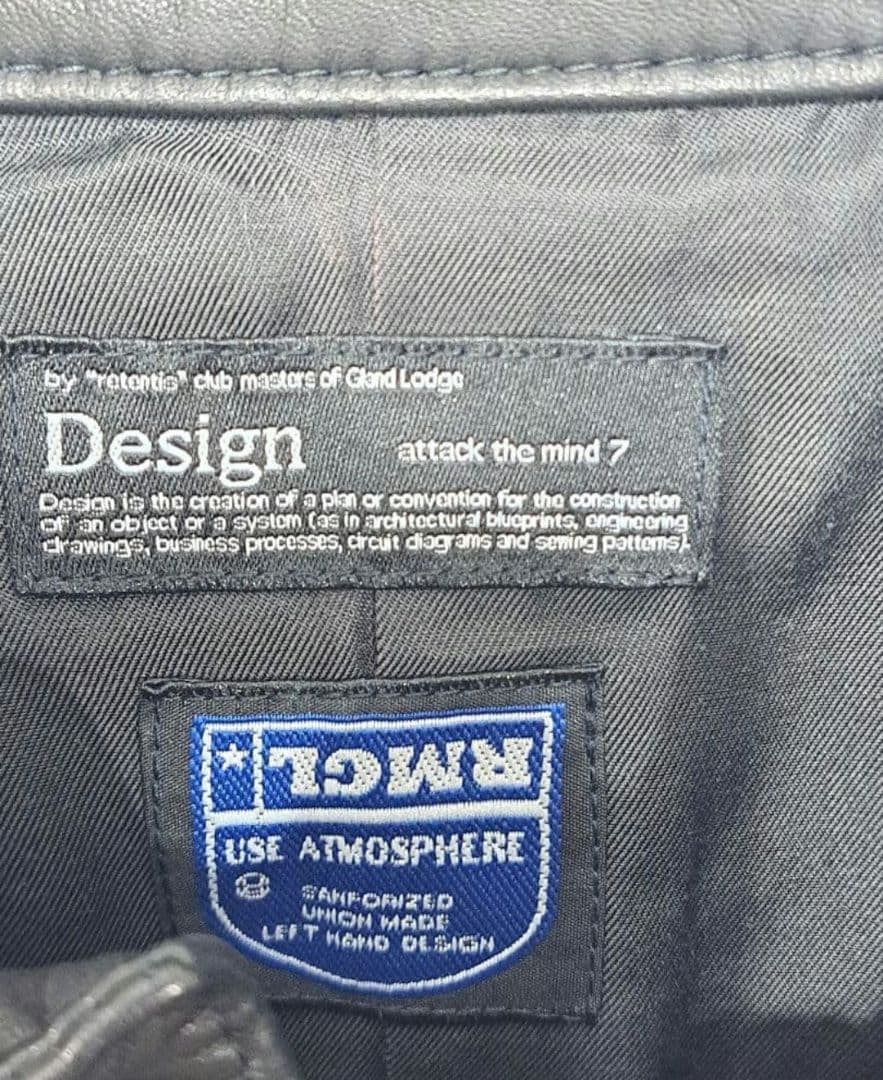 by "retentis" club masters of Gland Lodge
Design
attack the mind 7
Design is the creation of a plan or convention for the construction
of an object or a system (as in architectural blueprints, engineering
drawings, business processes, circuit diagrams and sewing patterns).
RMGL
USE ATMOSPHERE
SANFORIZED
UNION MADE
LEFT HAND DESIGN